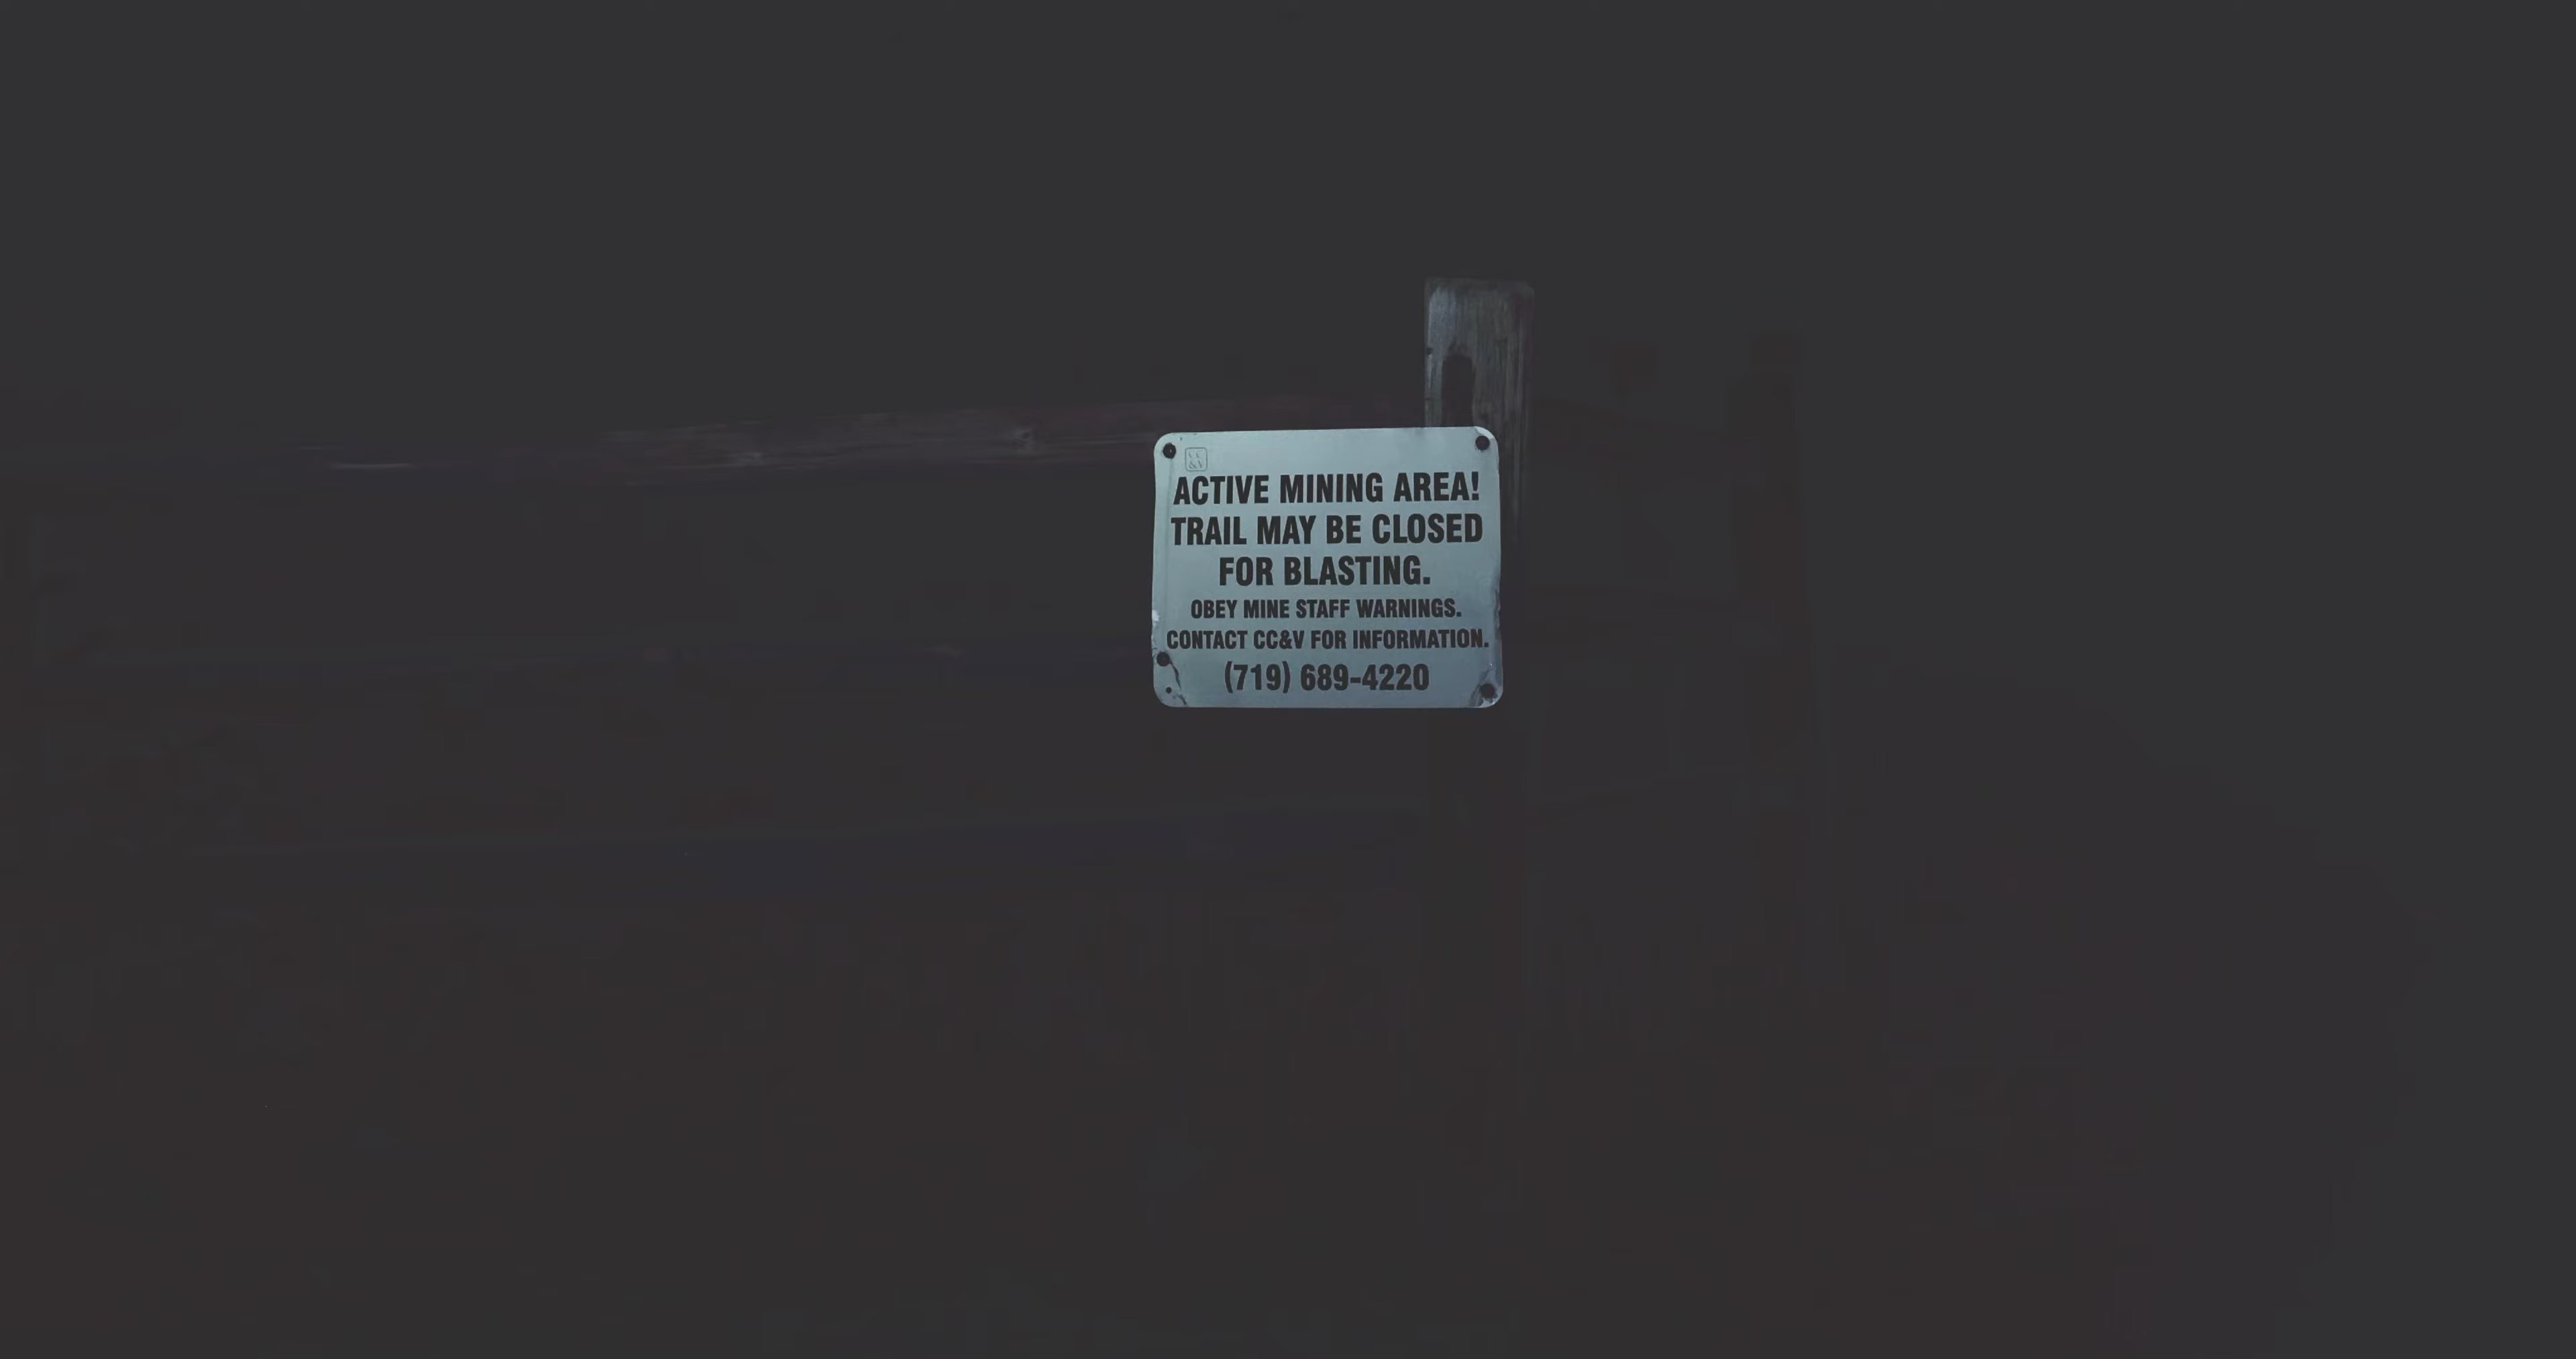 ACTIVE MINING AREA!
TRAIL MAY BE CLOSED
FOR BLASTING.
OBEY MINE STAFF WARNINGS.
CONTACT CC&V FOR INFORMATION.
(719) 689-4220